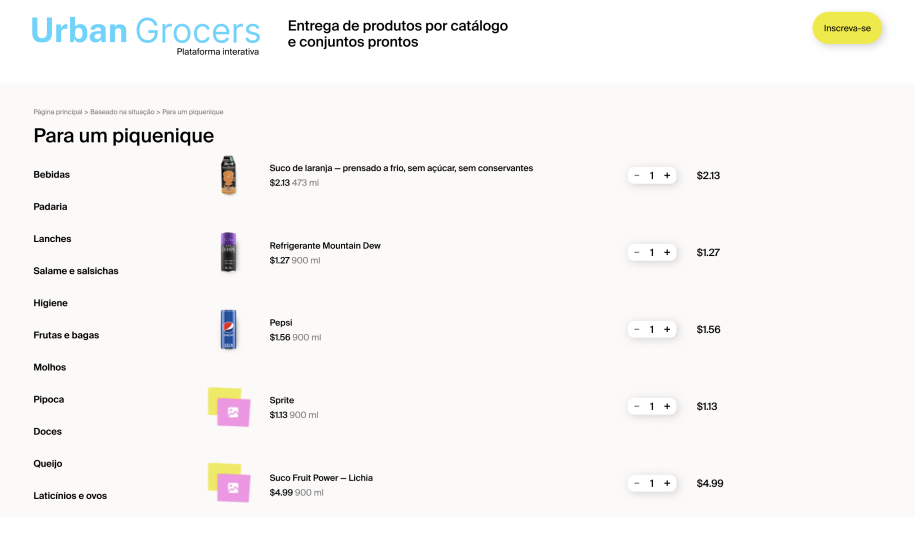 Urban Grocers
Plataforma interativa
Entrega de produtos por catálogo
e conjuntos prontos
Inscreva-se
Página principal > Baseado na situação > Para um piquenique
Para um piquenique
Bebidas
Padaria
Lanches
Salame e salsichas
Higiene
Frutas e bagas
Molhos
Pipoca
Doces
Queijo
Laticínios e ovos
Suco de laranja — prensado a frio, sem açúcar, sem conservantes
$2.13 473 ml
− 1 + $2.13
Refrigerante Mountain Dew
$1.27 900 ml
− 1 + $1.27
Pepsi
$1.56 900 ml
− 1 + $1.56
Sprite
$1.13 900 ml
− 1 + $1.13
Suco Fruit Power — Lichia
$4.99 900 ml
− 1 + $4.99